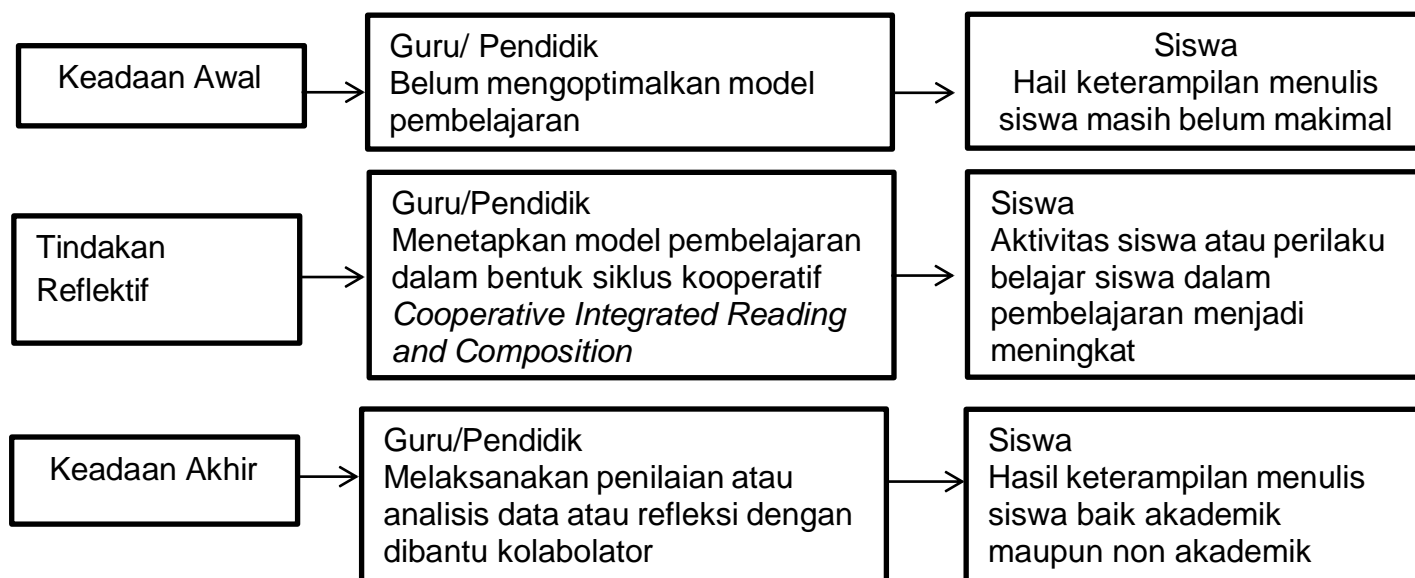 Keadaan Awal
Guru/ Pendidik
Belum mengoptimalkan model
pembelajaran
Siswa
Hail keterampilan menulis
siswa masih belum makimal
Tindakan
Reflektif
Guru/Pendidik
Menetapkan model pembelajaran
dalam bentuk siklus kooperatif
Cooperative Integrated Reading
and Composition
Siswa
Aktivitas siswa atau perilaku
belajar siswa dalam
pembelajaran menjadi
meningkat
Keadaan Akhir
Guru/Pendidik
Melaksanakan penilaian atau
analisis data atau refleksi dengan
dibantu kolabolator
Siswa
Hasil keterampilan menulis
siswa baik akademik
maupun non akademik